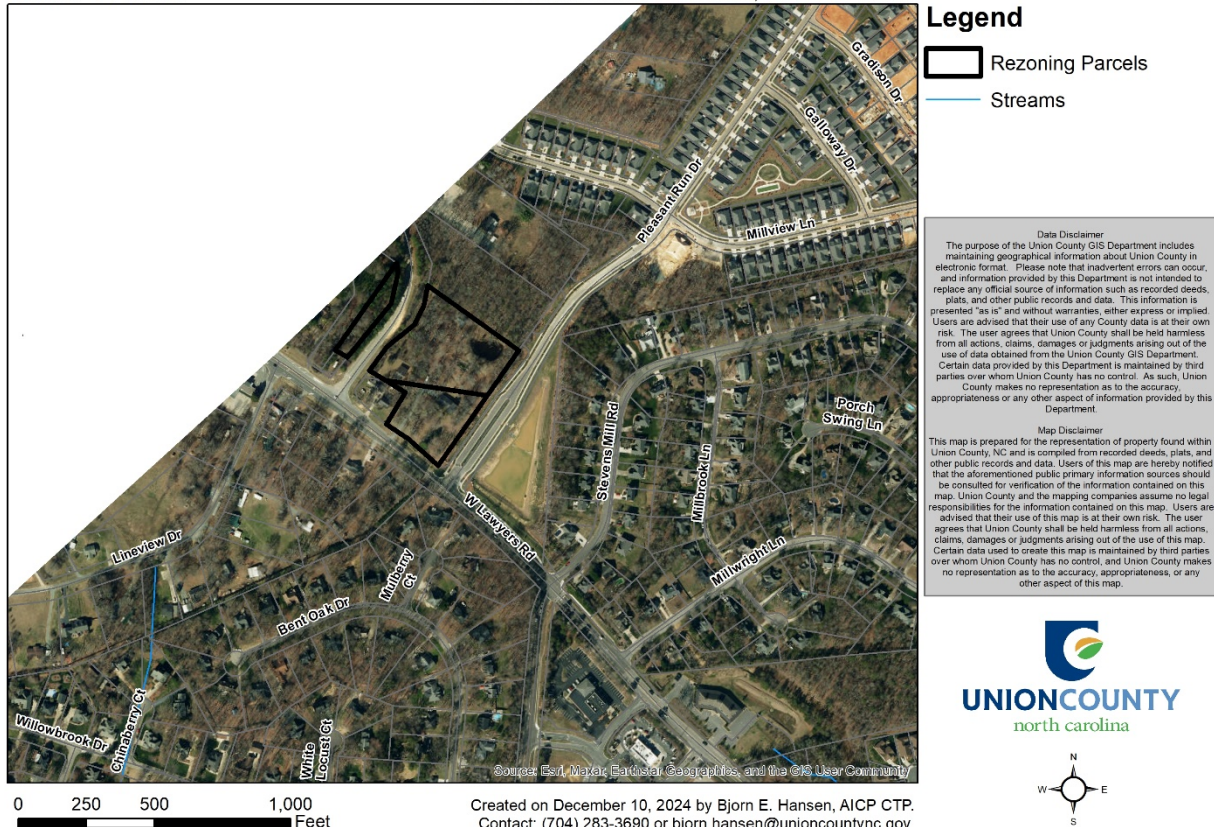 Legend
Rezoning Parcels
Streams
Gradison Dr
Galloway Dr
Pleasant Run Dr
Millview Ln
Porch
Swing Ln
Stevens Mill Rd
Millbrook Ln
W Lawyers Rd
Millwright Ln
Lineview Dr
Mulberry
Ct
Bent Oak Dr
Chinaberry Ct
Willowbrook Dr
White
Locust Ct
Source: Esri, Maxar, Earthstar Geographics, and the GIS User Community
Data Disclaimer
The purpose of the Union County GIS Department includes
maintaining geographical information about Union County in
electronic format. Please note that inadvertent errors can occur,
and information provided by this Department is not intended to
replace any official source of information such as recorded deeds,
plats, and other public records and data. This information is
presented "as is" and without warranties, either express or implied.
Users are advised that their use of any County data is at their own
risk. The user agrees that Union County shall be held harmless
from all actions, claims, damages or judgments arising out of the
use of data obtained from the Union County GIS Department.
Certain data provided by this Department is maintained by third
parties over whom Union County has no control. As such, Union
County makes no representation as to the accuracy,
appropriateness or any other aspect of information provided by this
Department.
Map Disclaimer
This map is prepared for the representation of property found within
Union County, NC and is compiled from recorded deeds, plats, and
other public records and data. Users of this map are hereby notified
that the aforementioned public primary information sources should
be consulted for verification of the information contained on this
map. Union County and the mapping companies assume no legal
responsibilities for the information contained on this map. Users are
advised that their use of this map is at their own risk. The user
agrees that Union County shall be held harmless from all actions,
claims, damages or judgments arising out of the use of this map.
Certain data used to create this map is maintained by third parties
over whom Union County has no control, and Union County makes
no representation as to the accuracy, appropriateness, or any
other aspect of this map.
UNIONCOUNTY
north carolina
N
W E
S
0 250 500 1,000
Feet
Created on December 10, 2024 by Bjorn E. Hansen, AICP CTP.
Contact: (704) 283-3690 or bjorn.hansen@unioncountync.gov